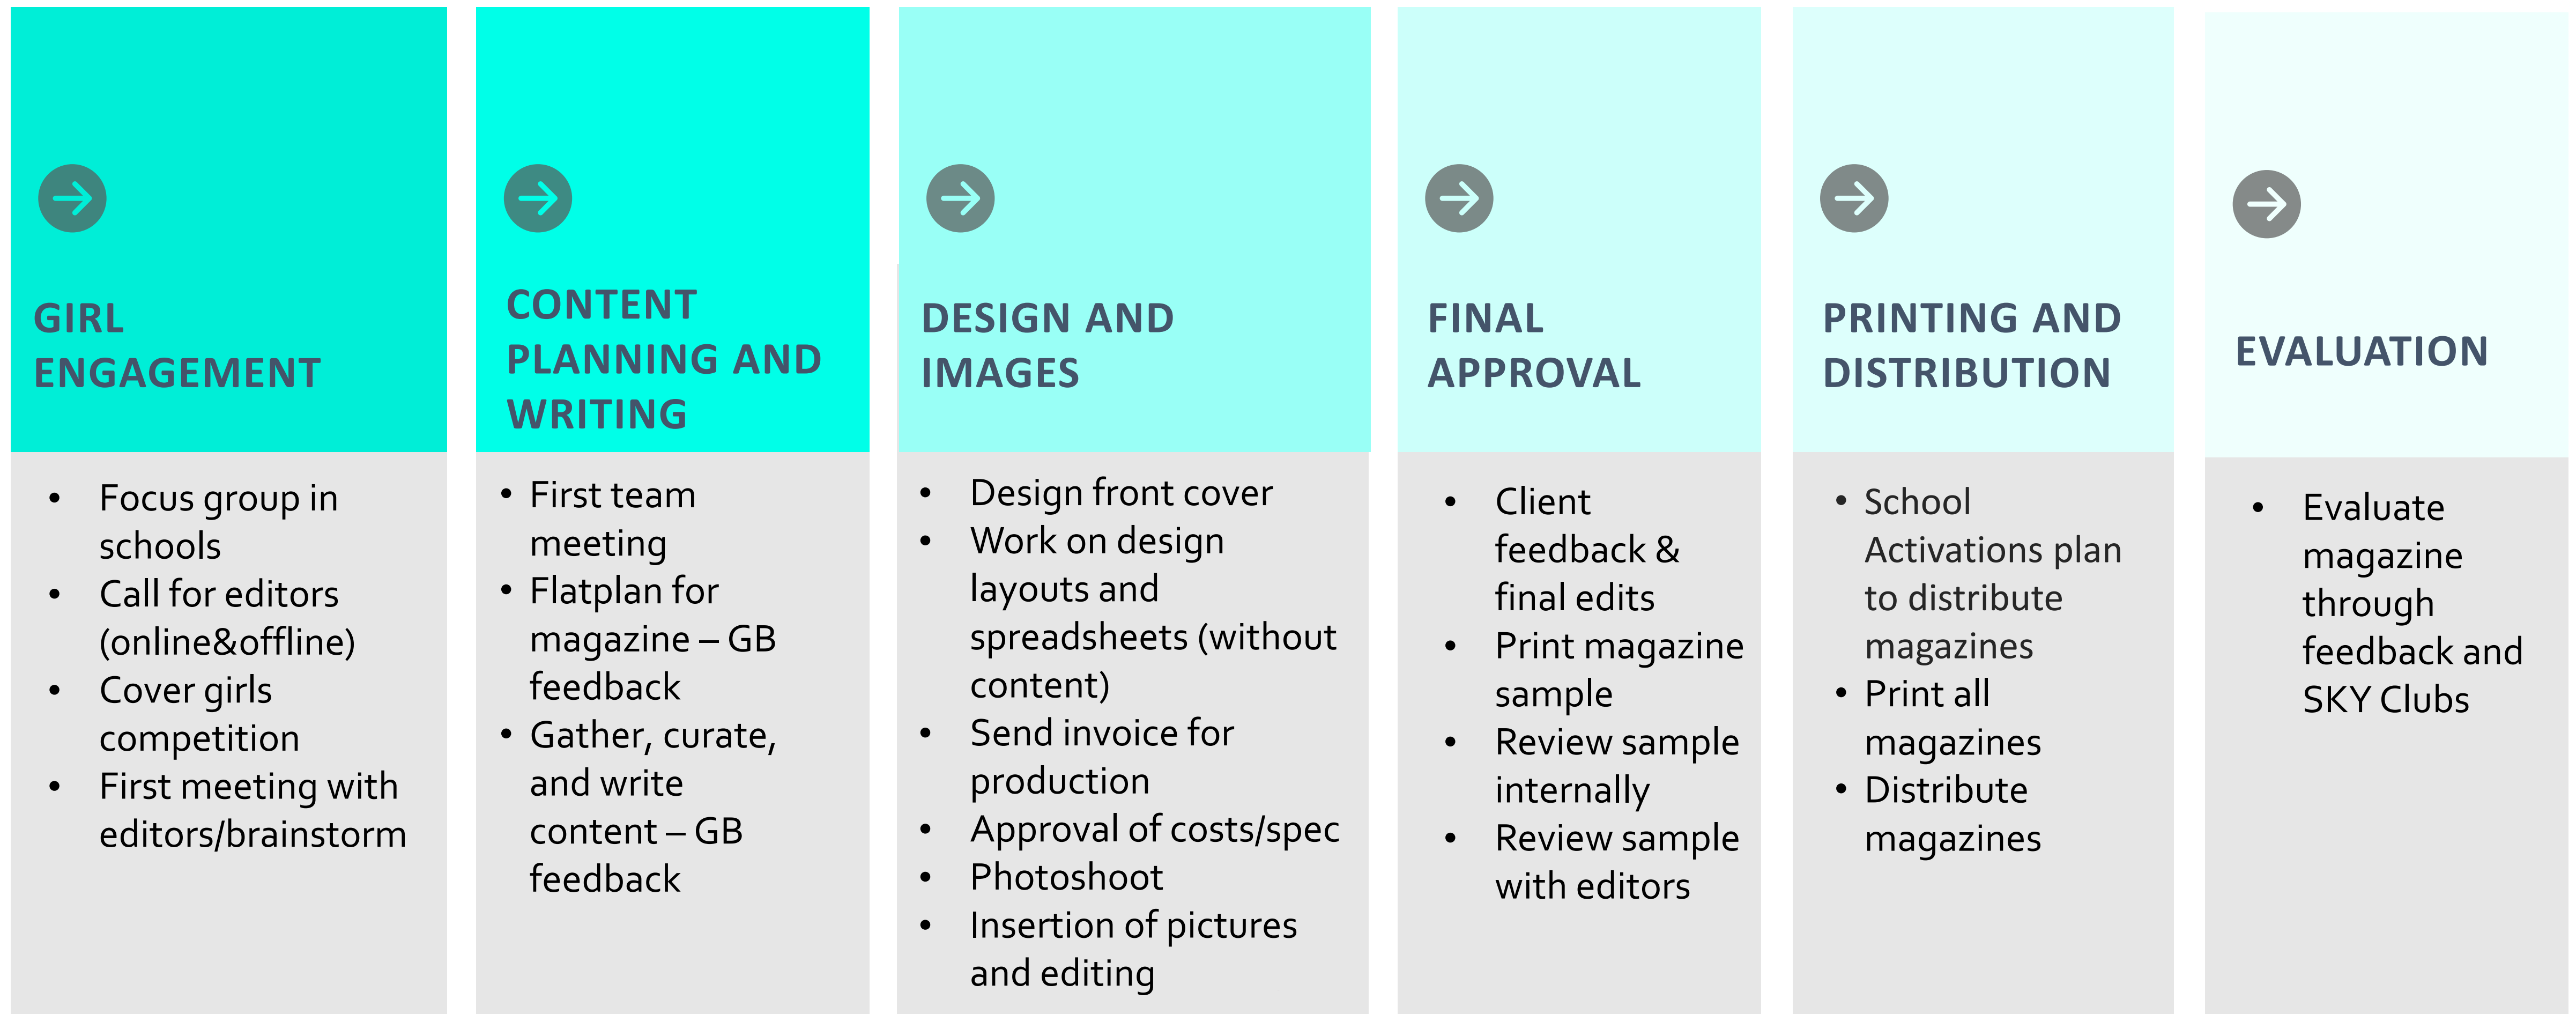 GIRL
ENGAGEMENT
• Focus group in
schools
• Call for editors
(online&offline)
• Cover girls
competition
• First meeting with
editors/brainstorm
CONTENT
PLANNING AND
WRITING
• First team
meeting
• Flatplan for
magazine – GB
feedback
• Gather, curate,
and write
content – GB
feedback
DESIGN AND
IMAGES
• Design front cover
• Work on design
layouts and
spreadsheets (without
content)
• Send invoice for
production
• Approval of costs/spec
• Photoshoot
• Insertion of pictures
and editing
FINAL
APPROVAL
• Client
feedback &
final edits
• Print magazine
sample
• Review sample
internally
• Review sample
with editors
PRINTING AND
DISTRIBUTION
• School
Activations plan
to distribute
magazines
• Print all
magazines
• Distribute
magazines
EVALUATION
• Evaluate
magazine
through
feedback and
SKY Clubs